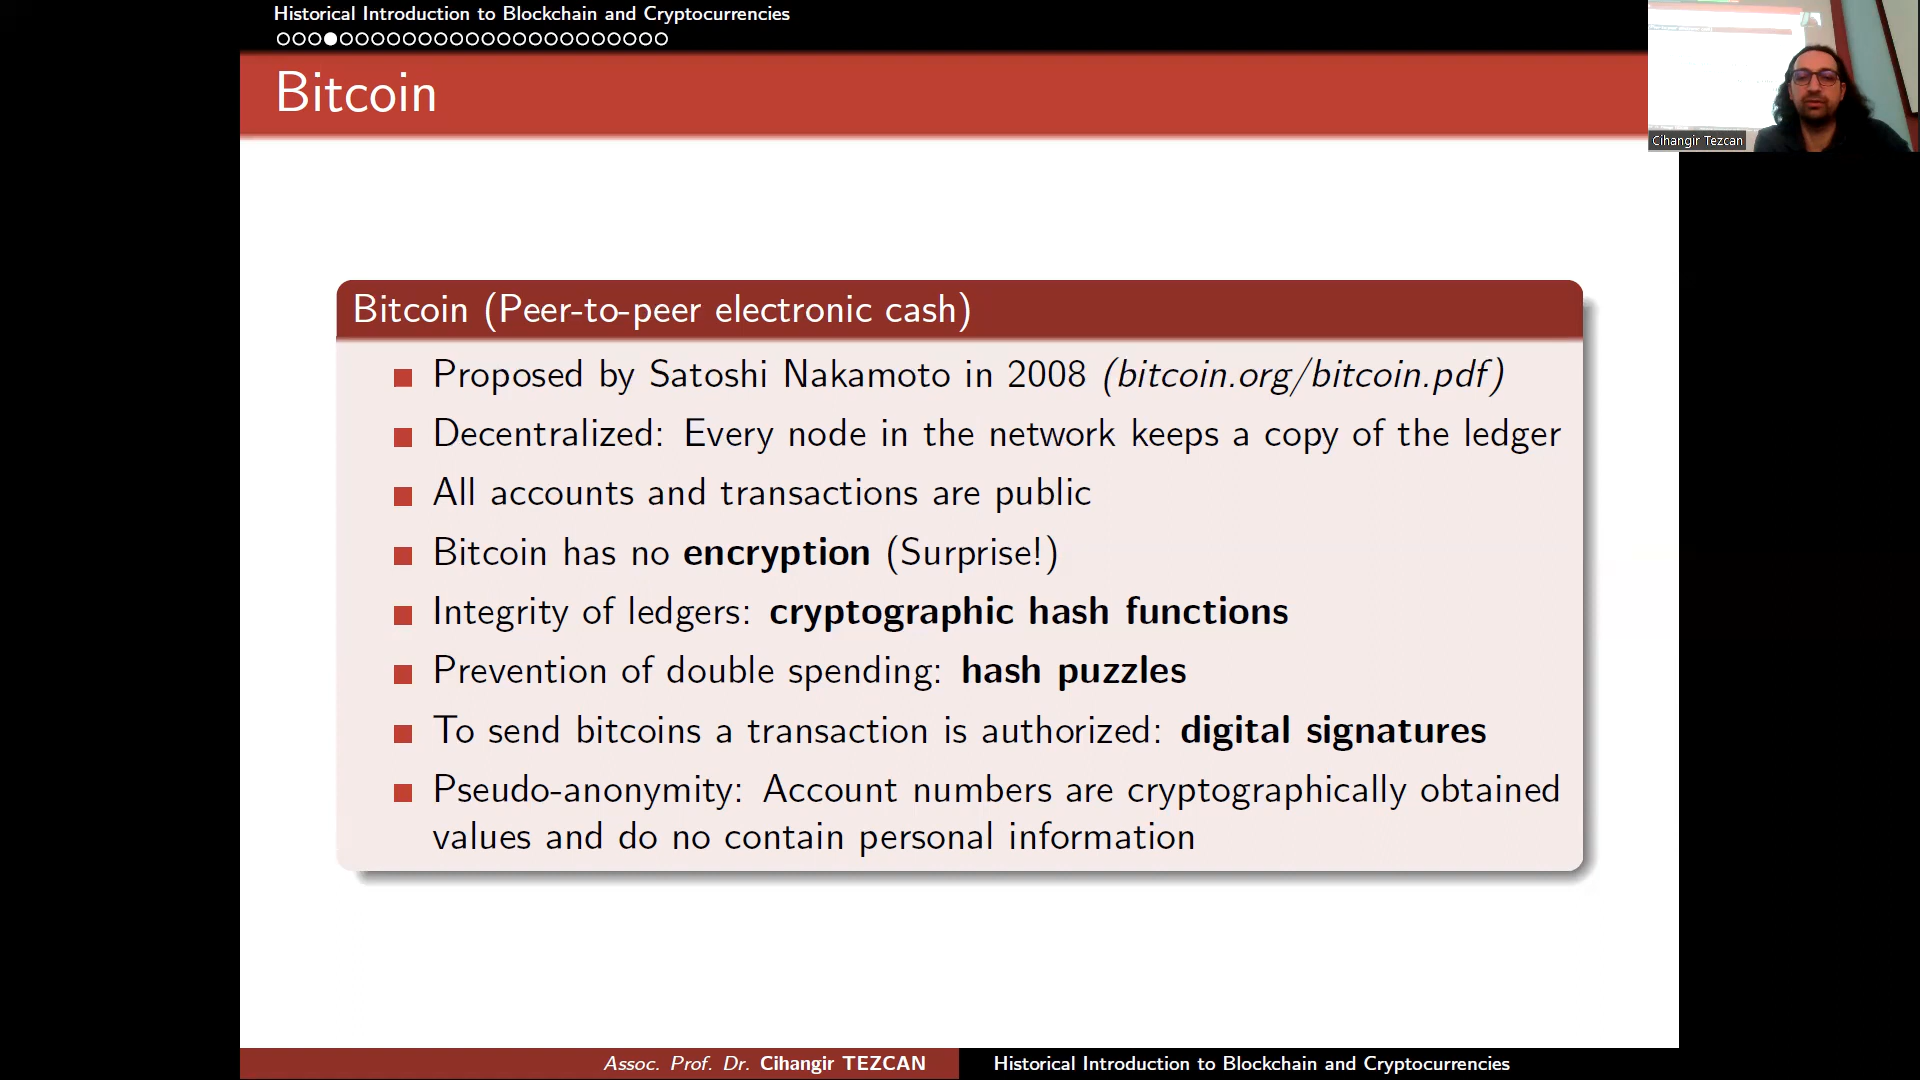 Historical Introduction to Blockchain and Cryptocurrencies
Bitcoin
Cihangir Tezcan
Bitcoin (Peer-to-peer electronic cash)
Proposed by Satoshi Nakamoto in 2008 (bitcoin.org/bitcoin.pdf)
Decentralized: Every node in the network keeps a copy of the ledger
All accounts and transactions are public
Bitcoin has no encryption (Surprise!)
Integrity of ledgers: cryptographic hash functions
Prevention of double spending: hash puzzles
To send bitcoins a transaction is authorized: digital signatures
Pseudo-anonymity: Account numbers are cryptographically obtained
values and do no contain personal information
Assoc. Prof. Dr. Cihangir TEZCAN
Historical Introduction to Blockchain and Cryptocurrencies